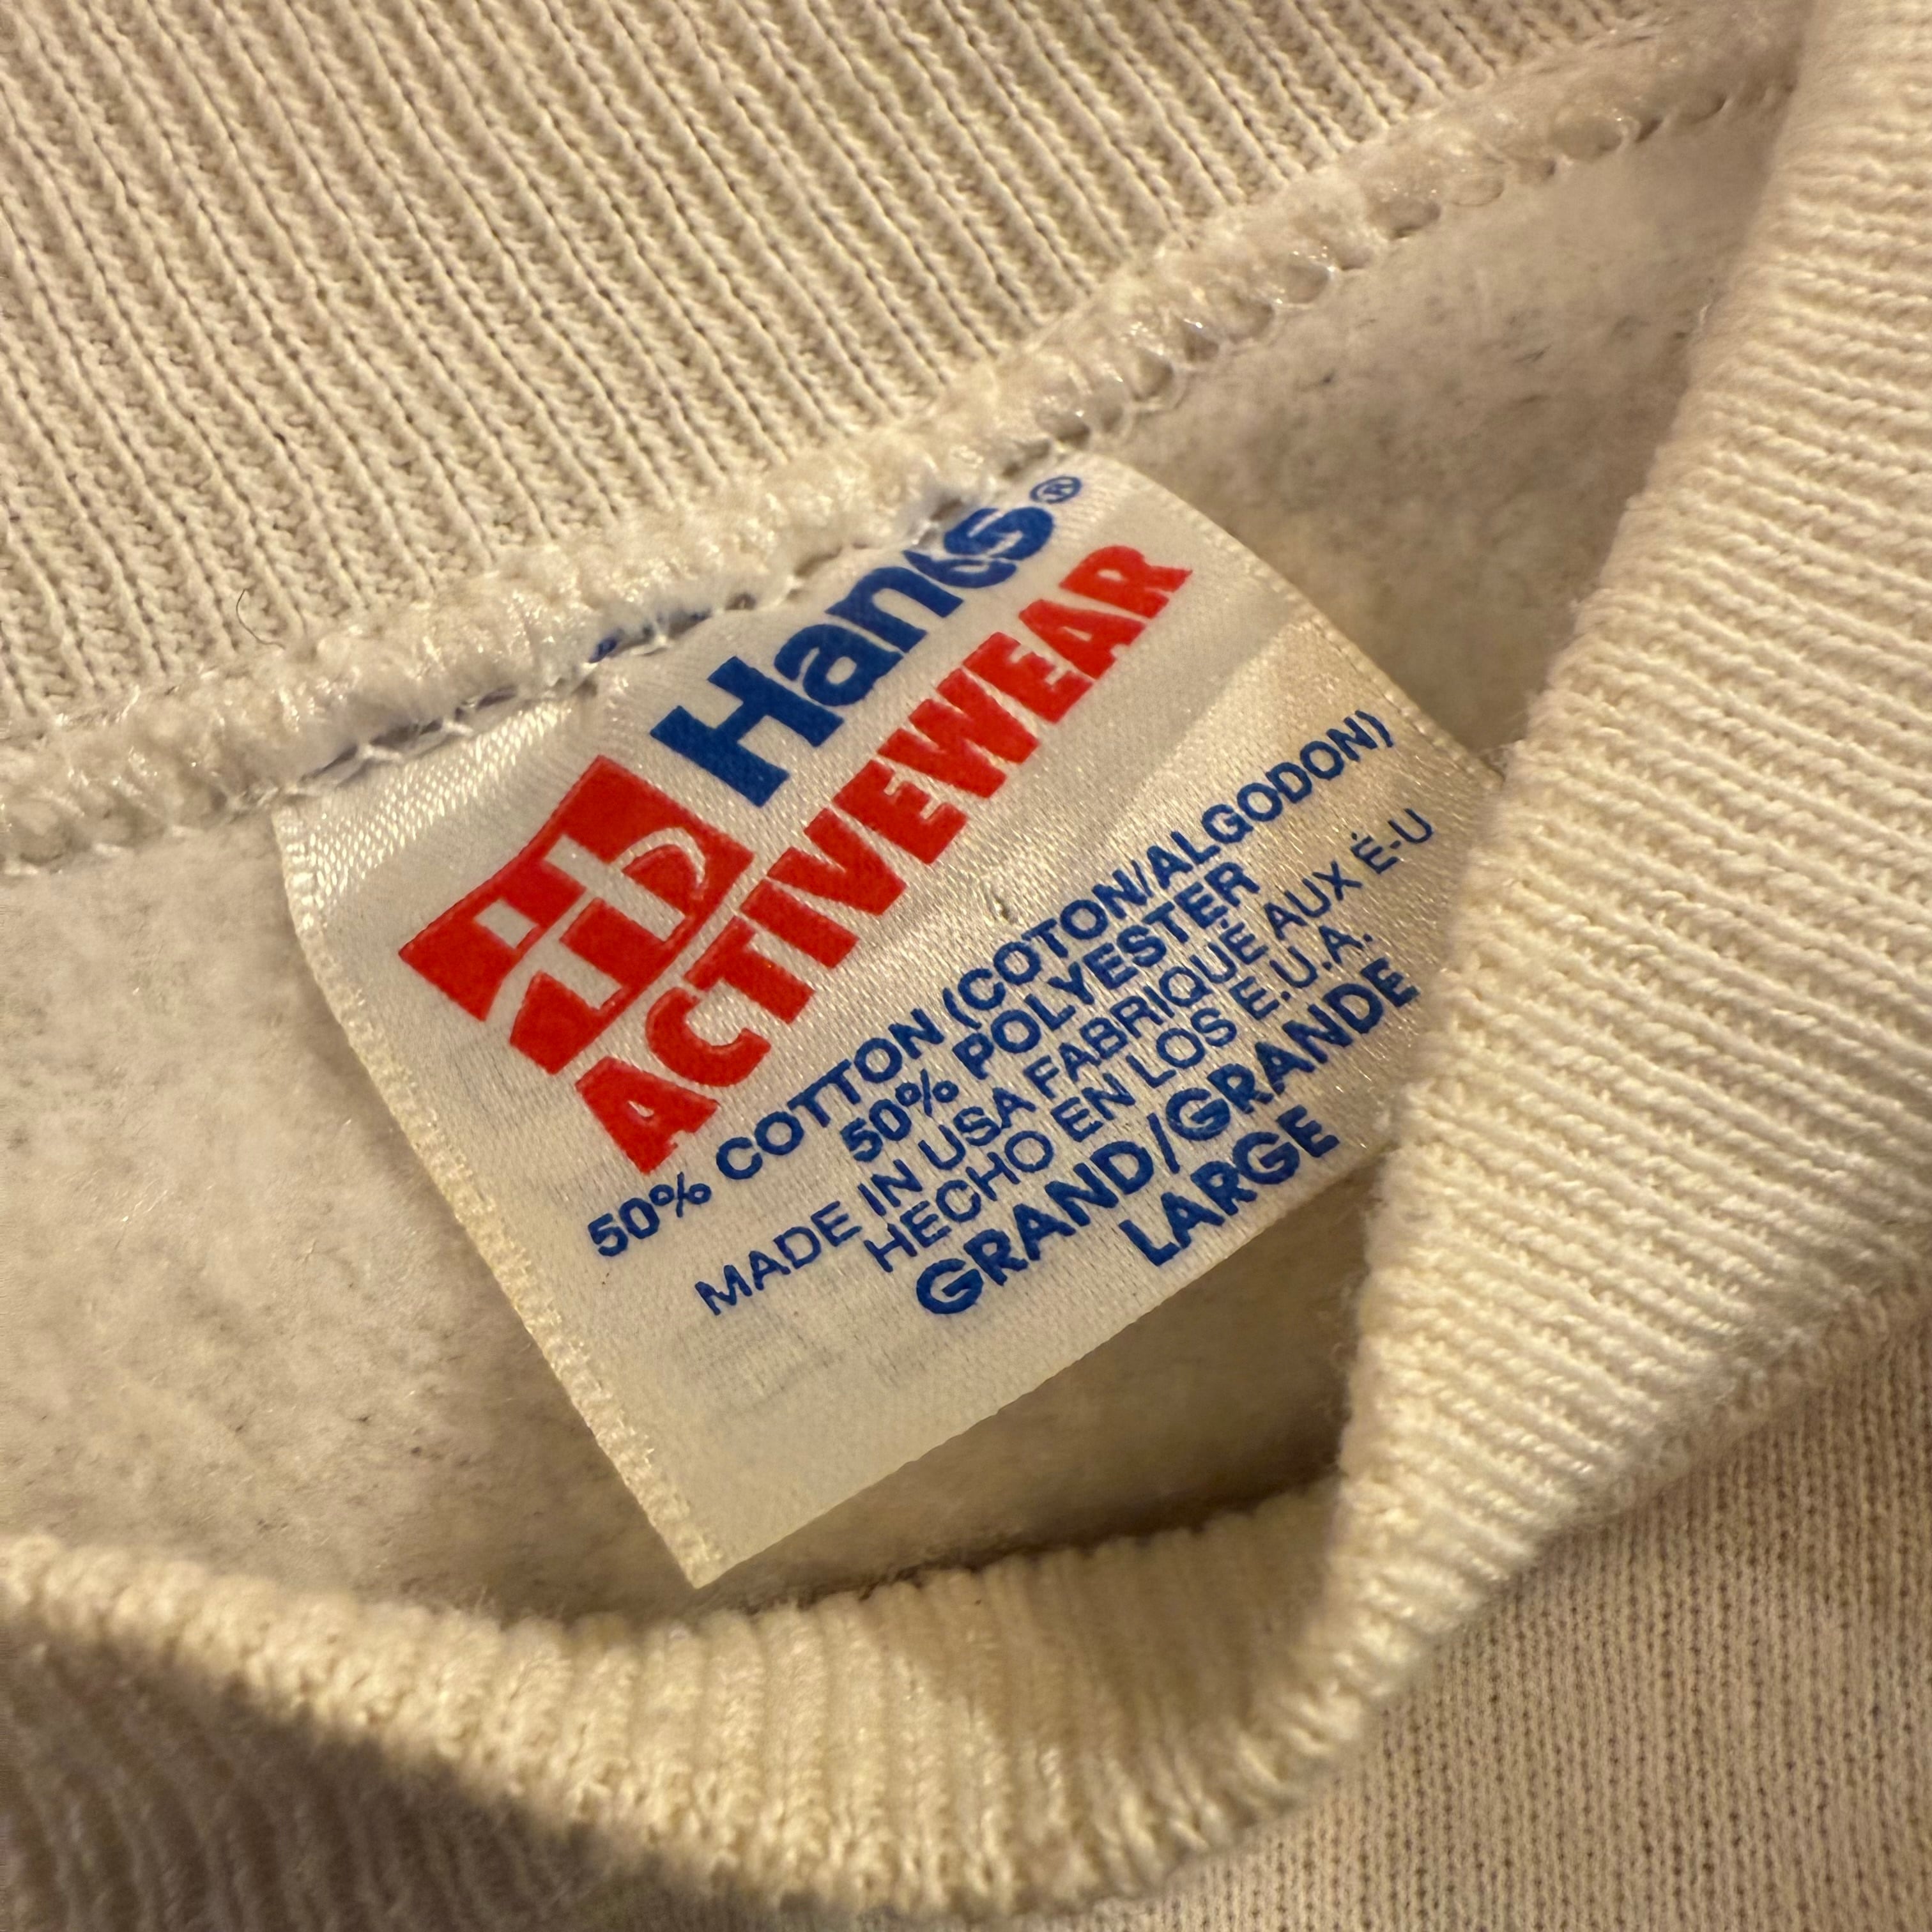 Hanes®
ACTIVEWEAR
50% COTTON (COTON/ALGODON)
50% POLYESTER
MADE IN USA FABRIQUÉ AUX É-U
HECHO EN LOS E.U.A.
GRAND/GRANDE
LARGE